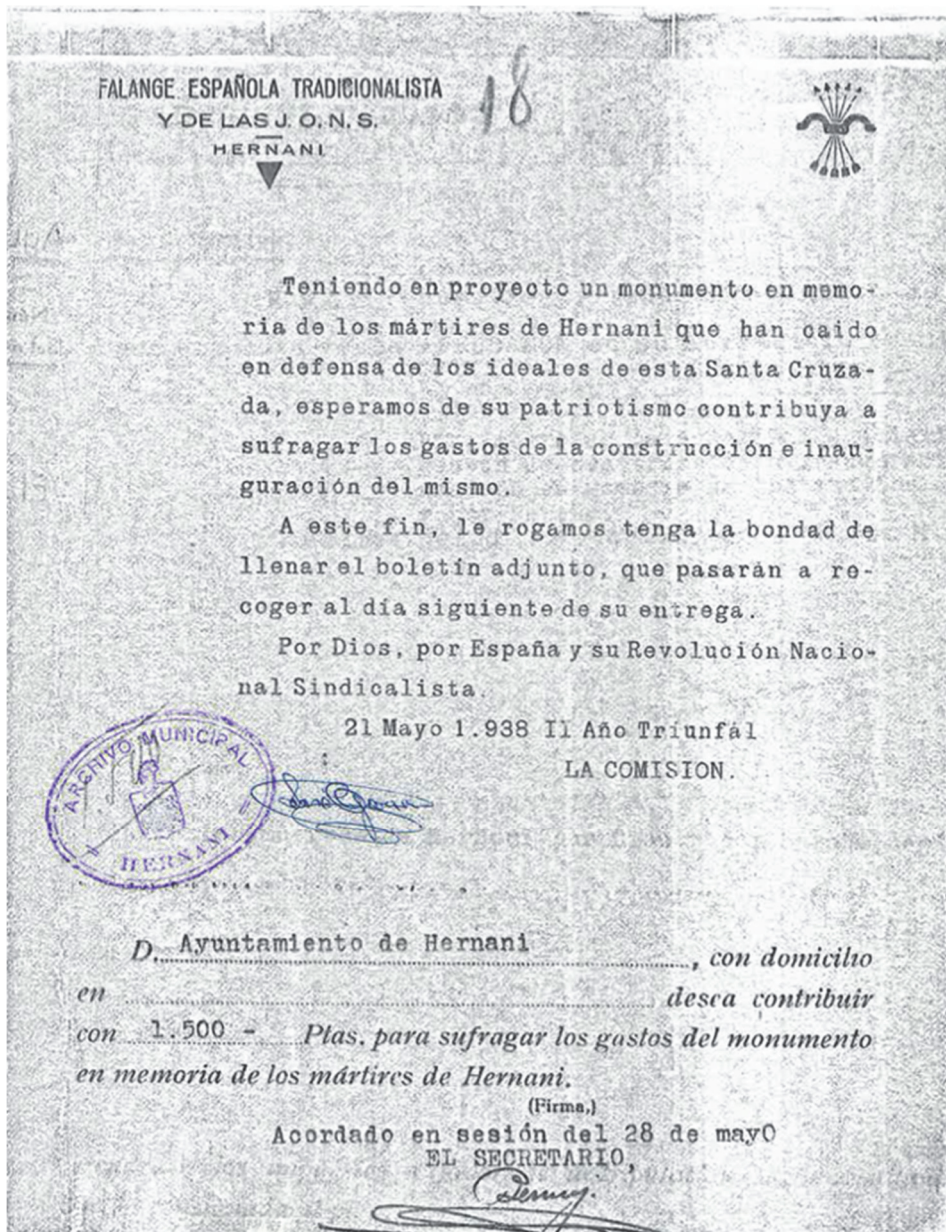 FALANGE ESPAÑOLA TRADICIONALISTA
Y DE LAS J. O. N. S.
HERNANI
18
Teniendo en proyecto un monumento en memo-
ria de los mártires de Hernani que han caido
en defensa de los ideales de esta Santa Cruza-
da, esperamos de su patriotismo contribuya a
sufragar los gastos de la construcción e inau-
guración del mismo.
A este fin, le rogamos tenga la bondad de
llenar el boletín adjunto, que pasarán a re-
coger al día siguiente de su entrega.
Por Dios, por España y su Revolución Nacio-
nal Sindicalista.
21 Mayo 1.938 II Año Triunfal
LA COMISION.
ARCHIVO MUNICIPAL
HERNANI
D. Ayuntamiento de Hernani, con domicilio
en desea contribuir
con 1.500 - Ptas. para sufragar los gastos del monumento
en memoria de los mártires de Hernani.
(Firma,)
Acordado en sesión del 28 de mayO
EL SECRETARIO,